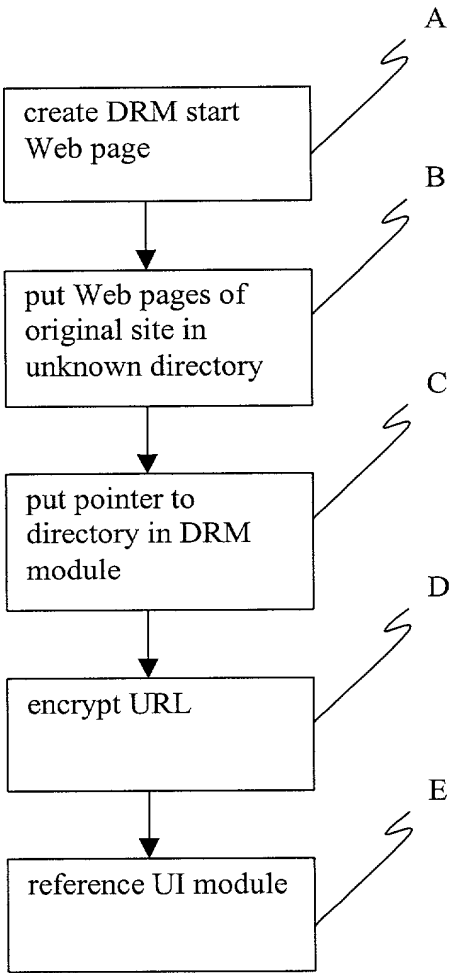 A
create DRM start
Web page
B
put Web pages of
original site in
unknown directory
C
put pointer to
directory in DRM
module
D
encrypt URL
E
reference UI module